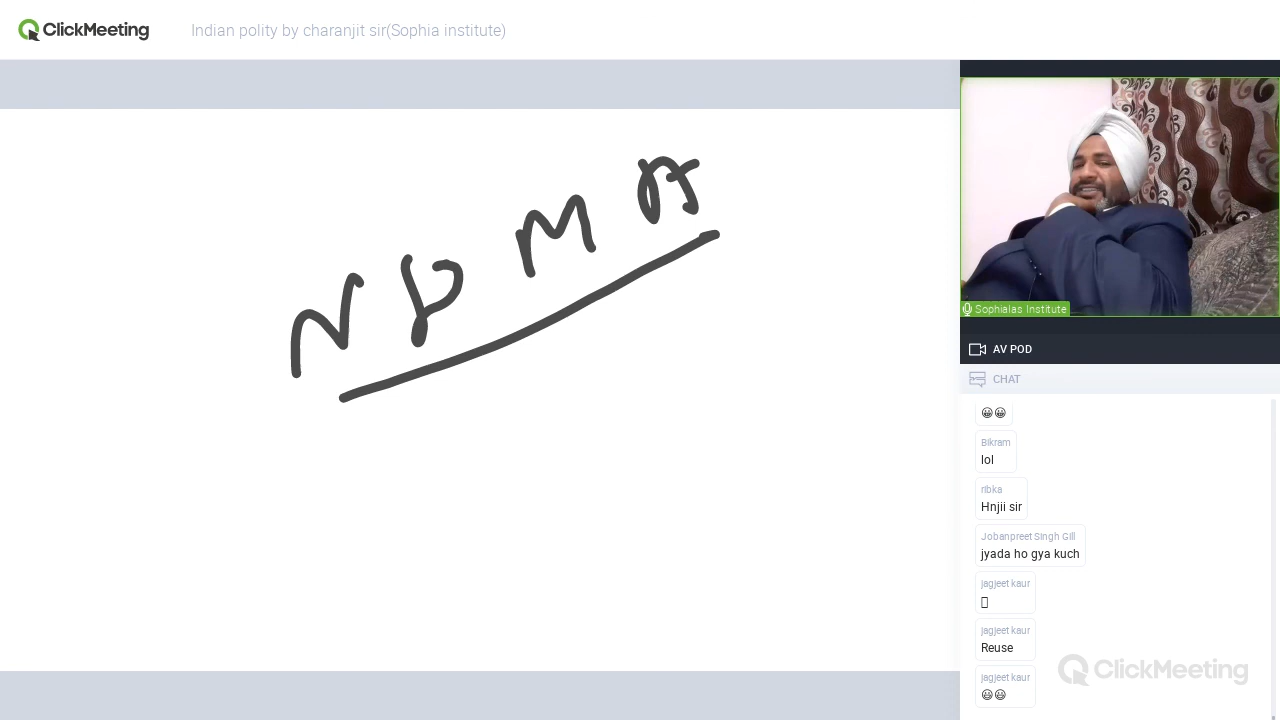 ClickMeeting
Indian polity by charanjit sir(Sophia institute)
N D M A
Sophiaias Institute
AV POD
CHAT
😀😀
Bikram
lol
ribka
Hnjii sir
Jobanpreet Singh Gill
jyada ho gya kuch
jagjeet kaur
jagjeet kaur
Reuse
jagjeet kaur
😃😃
ClickMeeting